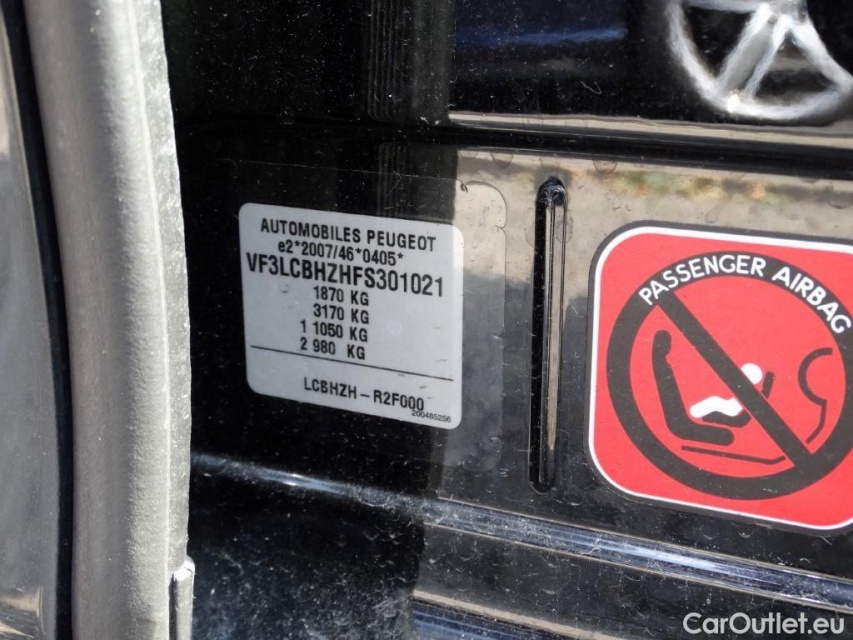 AUTOMOBILES PEUGEOT
e2*2007/46*0405*
VF3LCBHZHFS301021
1870 KG
3170 KG
1 1050 KG
2 980 KG
LCBHZH - R2F000
200485256
PASSENGER AIRBAG
CarOutlet.eu